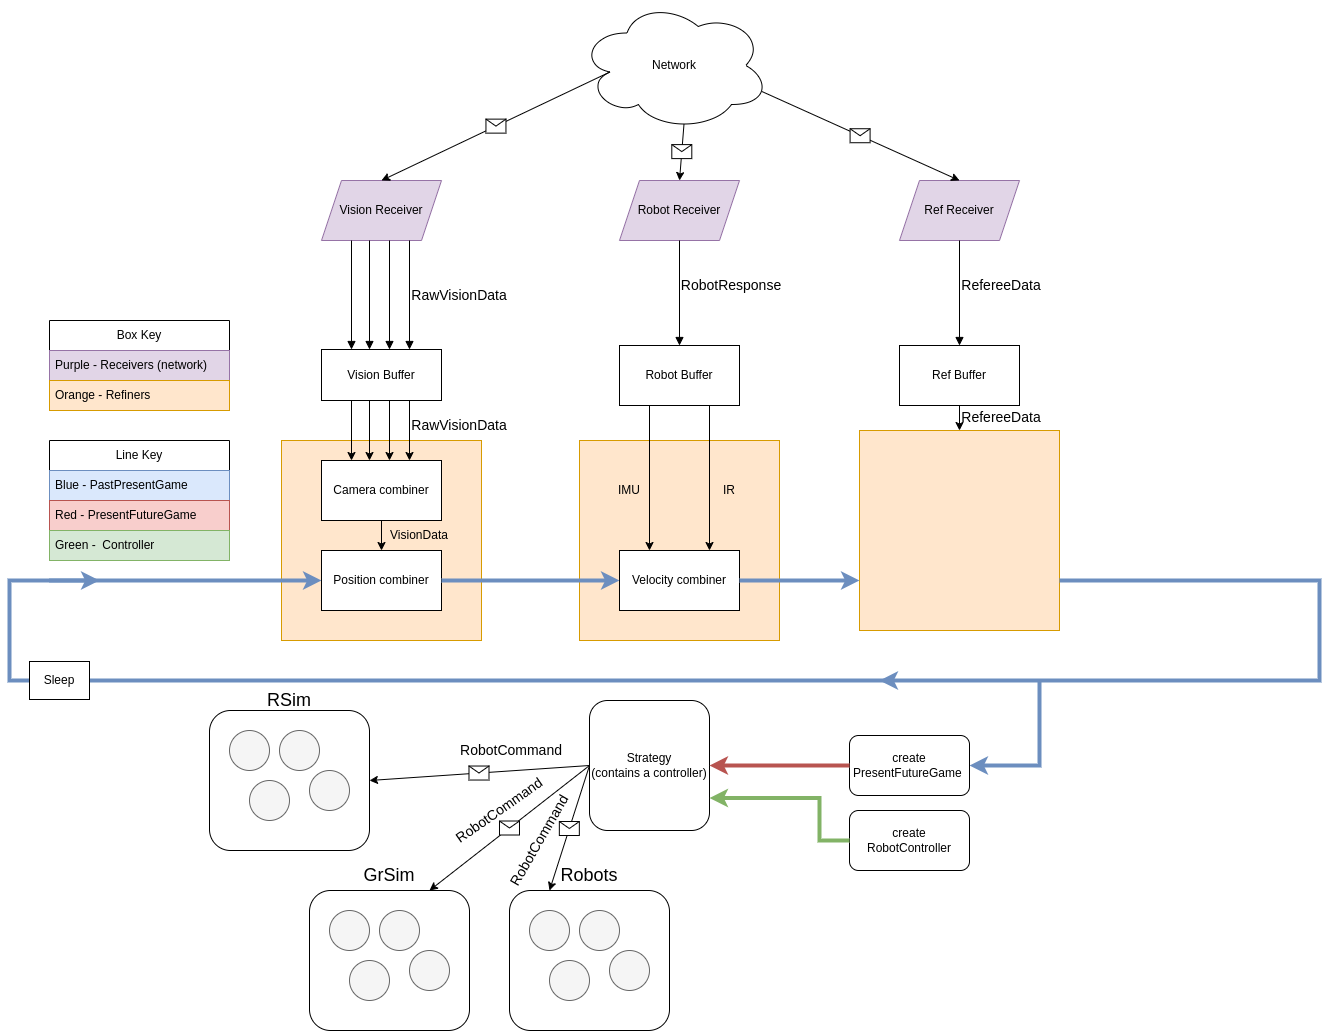 Network
Vision Receiver
Robot Receiver
Ref Receiver
RawVisionData
RobotResponse
RefereeData
Box Key
Purple - Receivers (network)
Orange - Refiners
Vision Buffer
Robot Buffer
Ref Buffer
RawVisionData
RefereeData
Line Key
Blue - PastPresentGame
Red - PresentFutureGame
Green -  Controller
Camera combiner
IMU
IR
VisionData
Position combiner
Velocity combiner
Sleep
RSim
RobotCommand
RobotCommand
RobotCommand
Strategy
(contains a controller)
create
PresentFutureGame
create
RobotController
GrSim
Robots